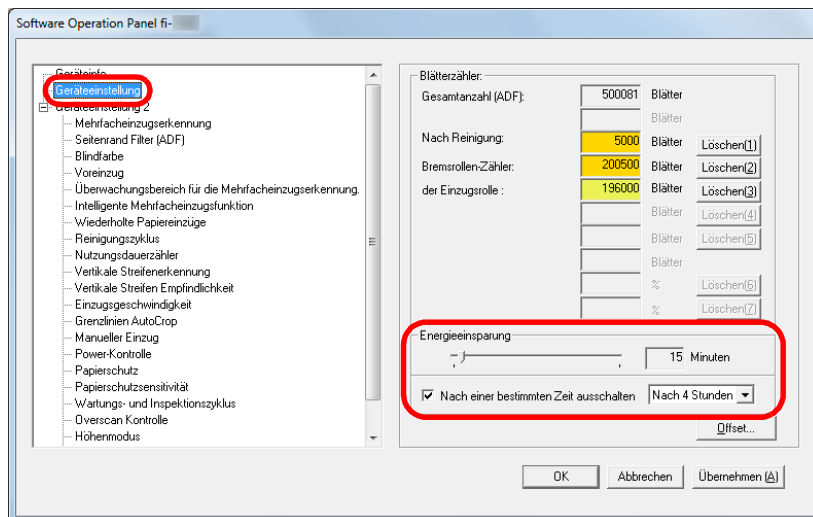 Software Operation Panel fi-
Geräteinfo
Geräteeinstellung
Geräteeinstellung 2
Mehrfacheinzugserkennung
Seitenrand Filter (ADF)
Blindfarbe
Voreinzug
Überwachungsbereich für die Mehrfacheinzugserkennung.
Intelligente Mehrfacheinzugsfunktion
Wiederholte Papiereinzüge
Reinigungszyklus
Nutzungsdauerzähler
Vertikale Streifenerkennung
Vertikale Streifen Empfindlichkeit
Einzugsgeschwindigkeit
Grenzlinien AutoCrop
Manueller Einzug
Power-Kontrolle
Papierschutz
Papierschutzsensitivität
Wartungs- und Inspektionszyklus
Overscan Kontrolle
Höhenmodus
Blätterzähler:
Gesamtanzahl (ADF): 500081 Blätter
Blätter
Nach Reinigung: 5000 Blätter Löschen(1)
Bremsrollen-Zähler: 200500 Blätter Löschen(2)
der Einzugsrolle : 196000 Blätter Löschen(3)
Blätter Löschen(4)
Blätter Löschen(5)
Blätter
% Löschen(6)
% Löschen(7)
Energieeinsparung
15 Minuten
Nach einer bestimmten Zeit ausschalten Nach 4 Stunden
Offset...
OK Abbrechen Übernehmen (A)